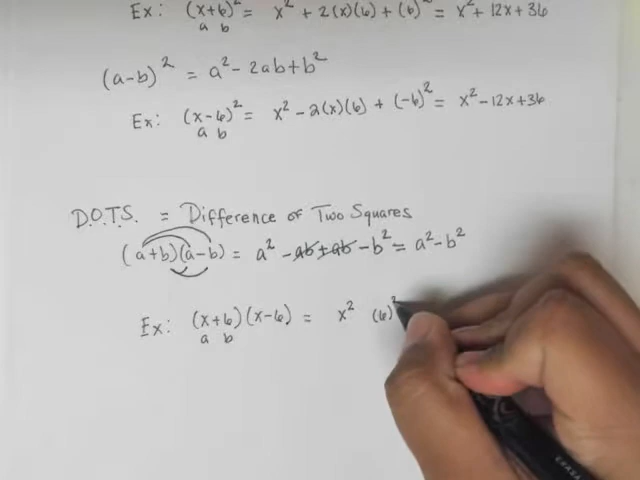 Ex: (x+6)² = x² + 2(x)(6) + (6)² = x² + 12x + 36
a b
(a-b)² = a² - 2ab + b²
Ex: (x-6)² = x² - 2(x)(6) + (-6)² = x² - 12x + 36
a b
D.O.T.S. = Difference of Two Squares
(a+b)(a-b) = a² - ab + ab - b² = a² - b²
Ex: (x+6)(x-6) = x² (6)²
a b